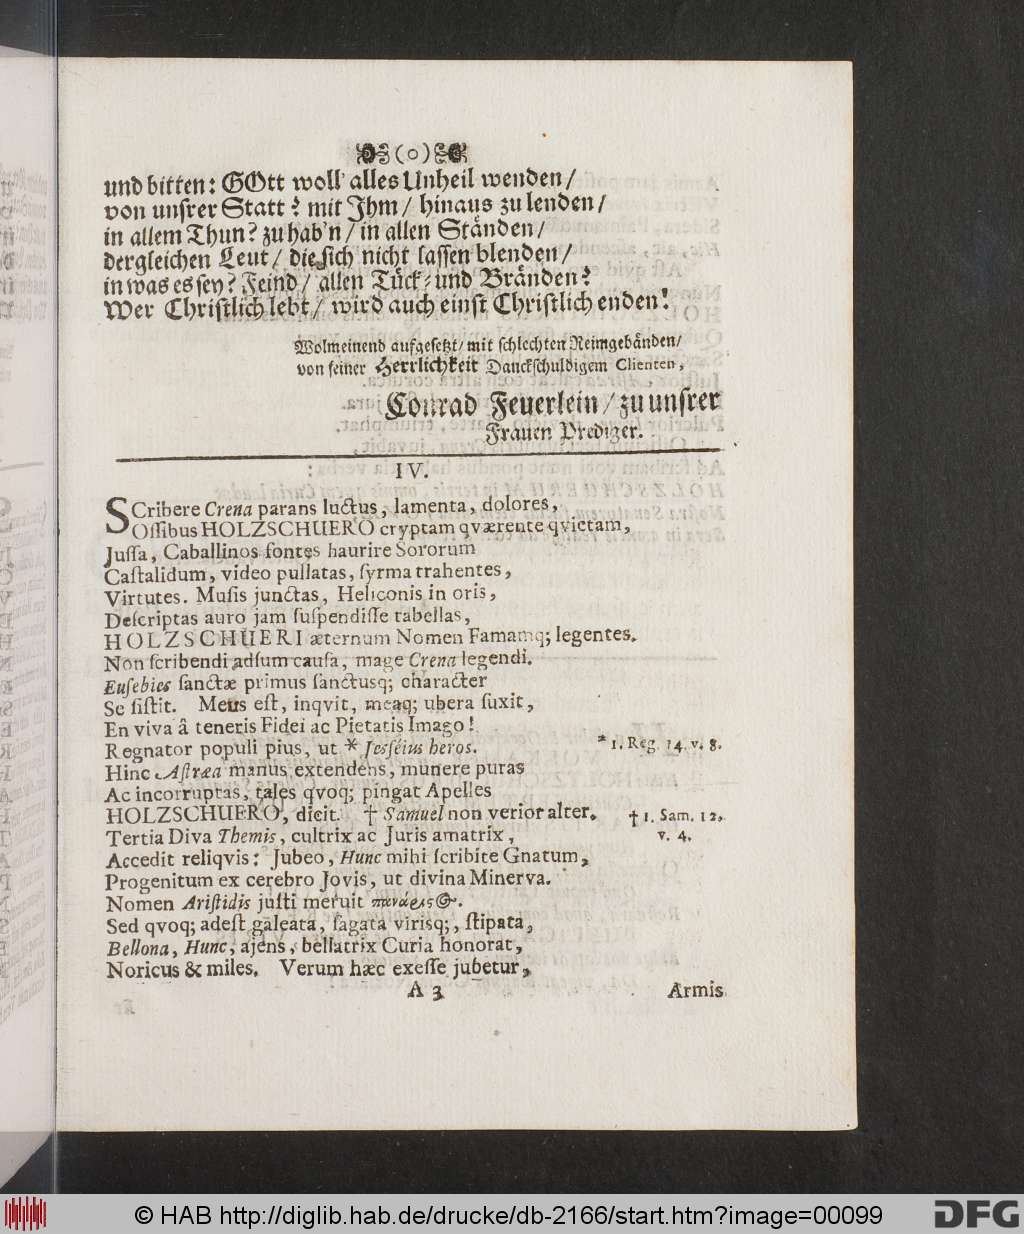 (o)
und bitten: GOtt woll' alles Unheil wenden /
von unsrer Statt? mit Jhm / hinaus zu lenden /
in allem Thun? zu hab'n / in allen Ständen /
dergleichen Leut / die sich nicht lassen blenden /
in was es sey? Feind / allen Tück- und Bränden?
Wer Christlich lebt / wird auch einst Christlich enden!
Wolmeinend aufgesetzt / mit schlechten Reimgebänden /
von seiner Herrlichkeit Danckschuldigem Clienten,
Conrad Feuerlein / zu unsrer
Frauen Prediger.
IV.
SCribere Crena parans luctus, lamenta, dolores,
Ossibus HOLZSCHUERO cryptam qværente qvietam,
Jussa, Caballinos fontes haurire Sororum
Castalidum, video pullatas, syrma trahentes,
Virtutes. Musis junctas, Heliconis in oris,
Descriptas auro jam suspendisse tabellas,
HOLZSCHUERI æternum Nomen Famamq; legentes.
Non scribendi adsum causa, mage Crena legendi.
Eusebies sanctæ primus sanctusq; character
Se sistit. Meus est, inqvit, meaq; ubera suxit,
En viva â teneris Fidei ac Pietatis Imago!
Regnator populi pius, ut * Jesséius heros.
* 1. Reg. 14. v. 8.
Hinc Astræa manus extendens, munere puras
Ac incorruptas, tales qvoq; pingat Apelles
HOLZSCHUERO, dicit. † Samuel non verior alter.
† 1. Sam. 12.
v. 4.
Tertia Diva Themis, cultrix ac Juris amatrix,
Accedit reliqvis: Jubeo, Hunc mihi scribite Gnatum,
Progenitum ex cerebro Jovis, ut divina Minerva.
Nomen Aristidis justi meruit
Sed qvoq; adest galeata, sagata virisq;, stipata,
Bellona, Hunc, ajens, bellatrix Curia honorat,
Noricus & miles. Verum hæc exesse jubetur,
A 3
Armis
© HAB http://diglib.hab.de/drucke/db-2166/start.htm?image=00099
DFG